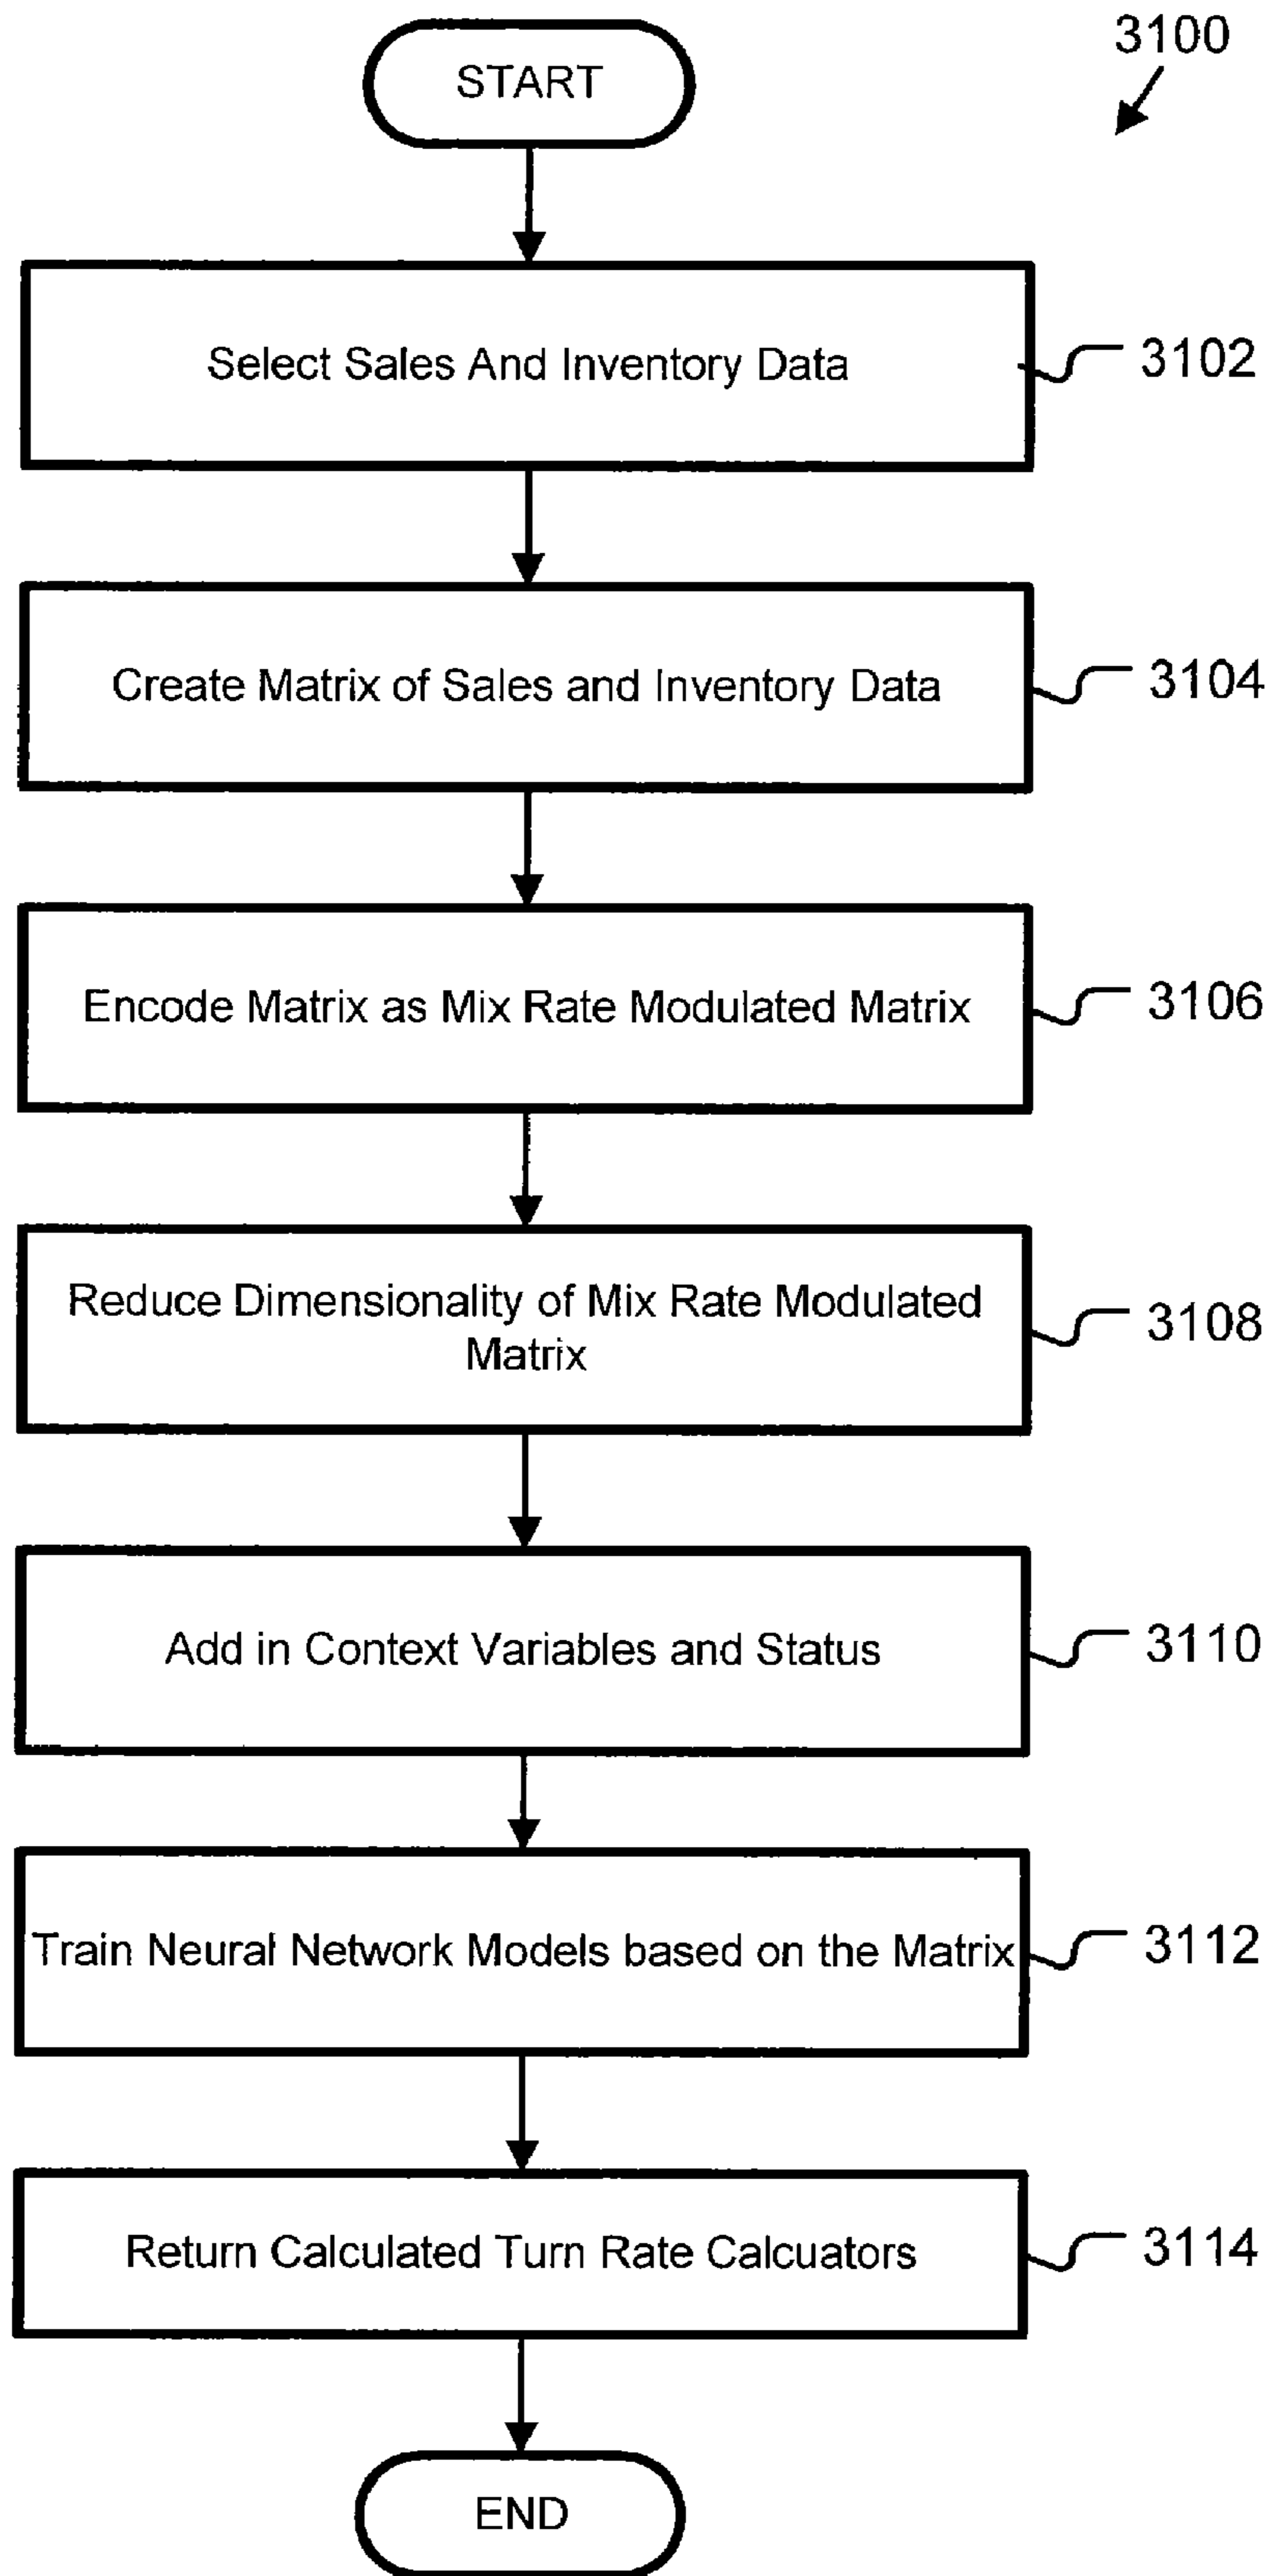 3100
START
Select Sales And Inventory Data
3102
Create Matrix of Sales and Inventory Data
3104
Encode Matrix as Mix Rate Modulated Matrix
3106
Reduce Dimensionality of Mix Rate Modulated
Matrix
3108
Add in Context Variables and Status
3110
Train Neural Network Models based on the Matrix
3112
Return Calculated Turn Rate Calcuators
3114
END